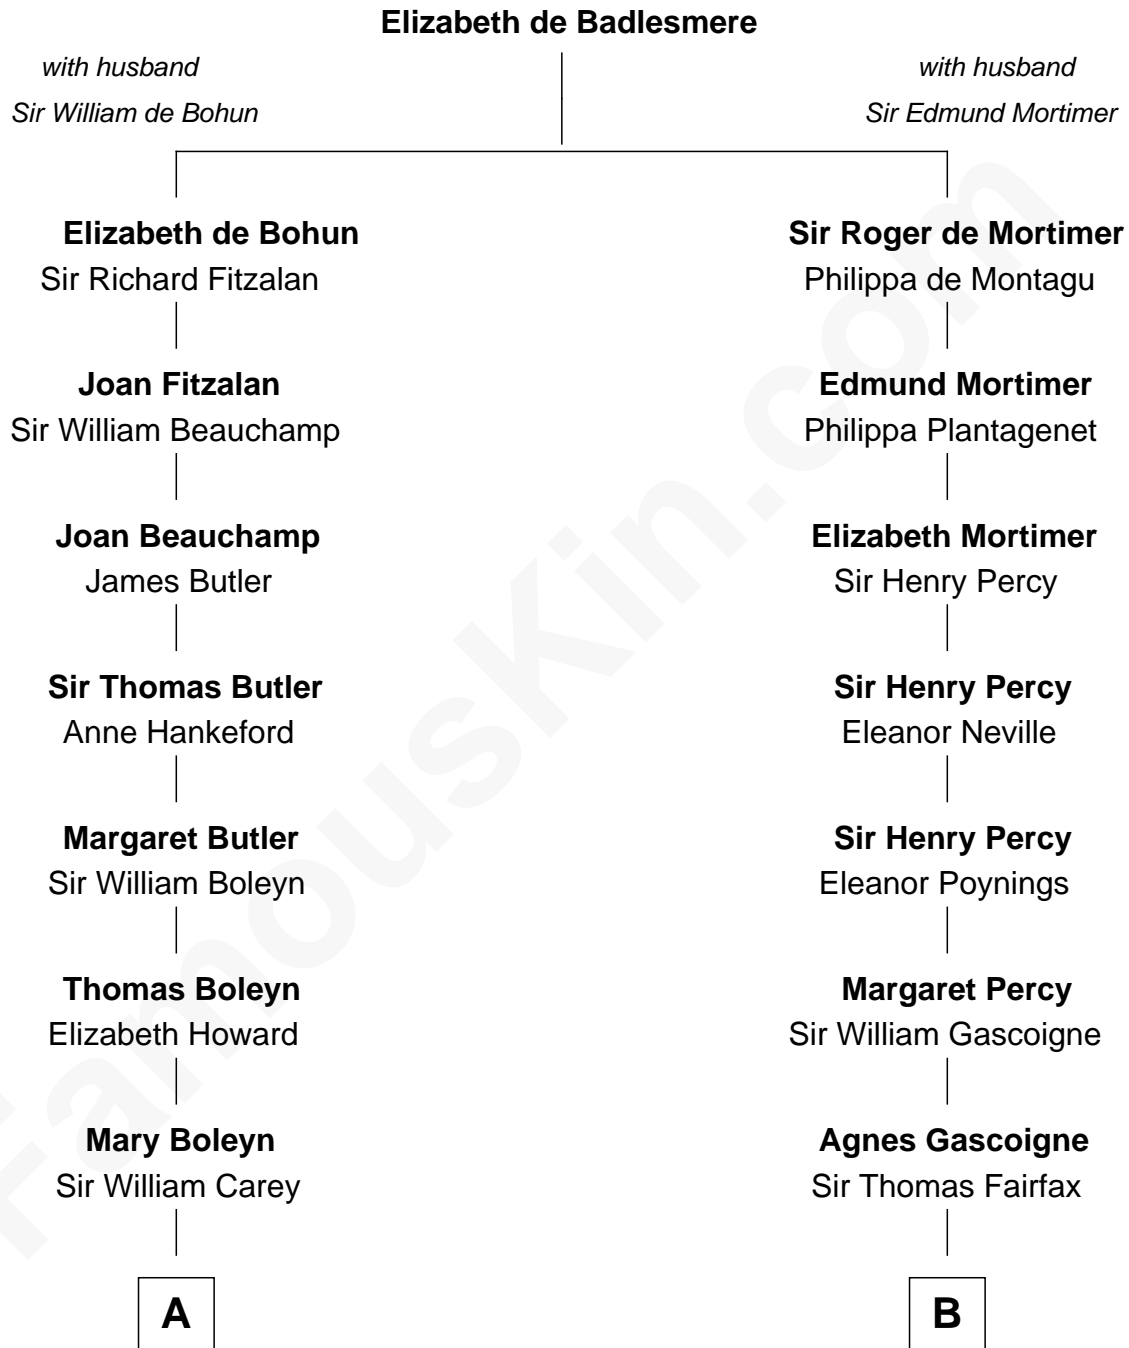 Elizabeth de Badlesmere
with husband
Sir William de Bohun
with husband
Sir Edmund Mortimer
Elizabeth de Bohun
Sir Richard Fitzalan
Sir Roger de Mortimer
Philippa de Montagu
Joan Fitzalan
Sir William Beauchamp
Edmund Mortimer
Philippa Plantagenet
Joan Beauchamp
James Butler
Elizabeth Mortimer
Sir Henry Percy
Sir Thomas Butler
Anne Hankeford
Sir Henry Percy
Eleanor Neville
Margaret Butler
Sir William Boleyn
Sir Henry Percy
Eleanor Poynings
Thomas Boleyn
Elizabeth Howard
Margaret Percy
Sir William Gascoigne
Mary Boleyn
Sir William Carey
Agnes Gascoigne
Sir Thomas Fairfax
A
B
FamousKin.com